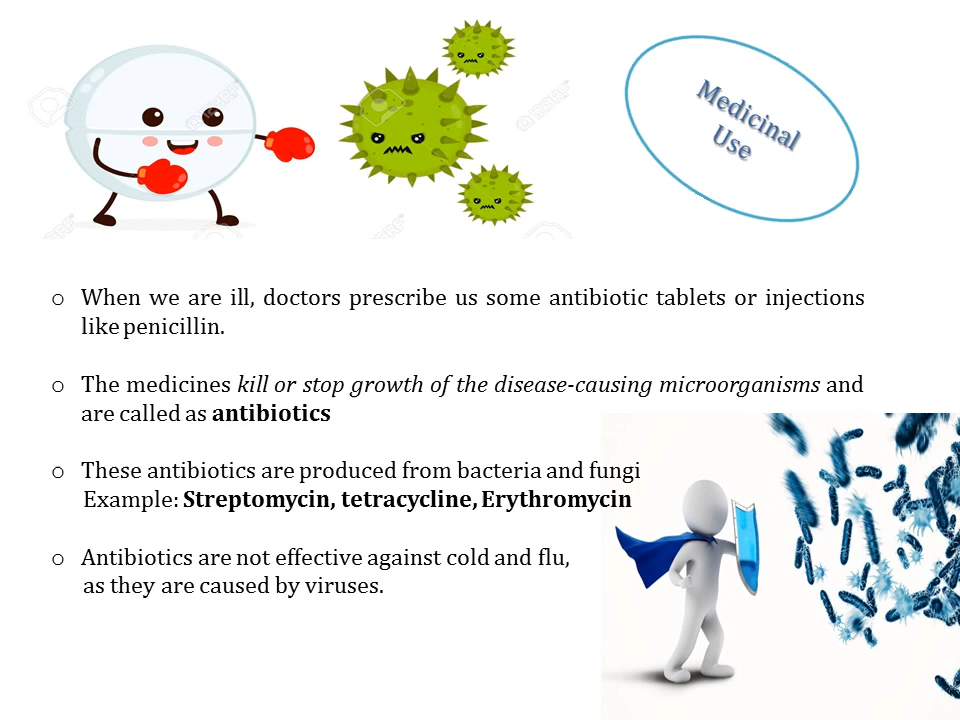 Medicinal
Use
o When we are ill, doctors prescribe us some antibiotic tablets or injections
like penicillin.
o The medicines kill or stop growth of the disease-causing microorganisms and
are called as antibiotics
o These antibiotics are produced from bacteria and fungi
Example: Streptomycin, tetracycline, Erythromycin
o Antibiotics are not effective against cold and flu,
as they are caused by viruses.